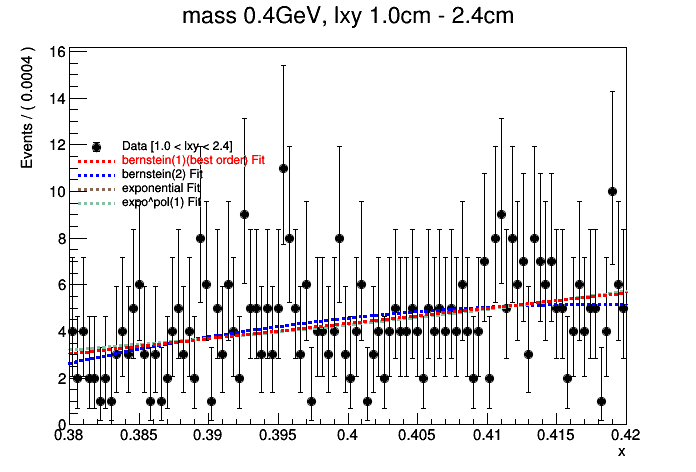 mass 0.4GeV, lxy 1.0cm - 2.4cm
Events / ( 0.0004 )
16
14
12
10
8
6
4
2
0
Data [1.0 < lxy < 2.4]
bernstein(1)(best order) Fit
bernstein(2) Fit
exponential Fit
expo^pol(1) Fit
0.38 0.385 0.39 0.395 0.4 0.405 0.41 0.415 0.42
x